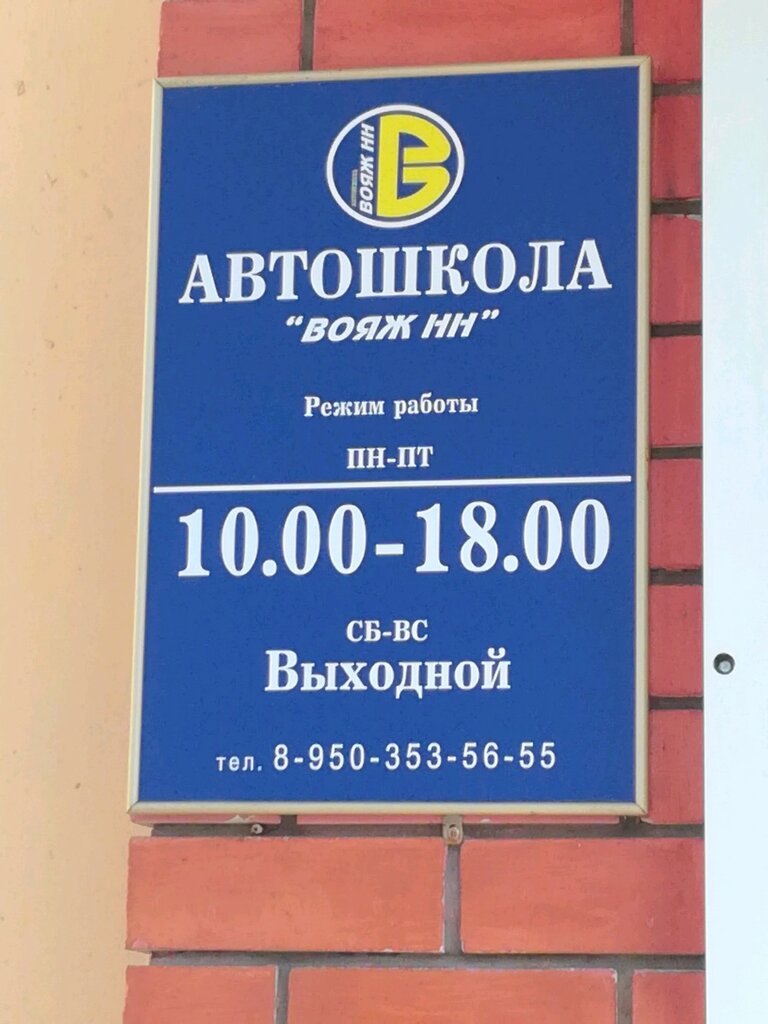 ВОЯЖ НН
АВТОШКОЛА
"ВОЯЖ НН"
Режим работы
ПН-ПТ
10.00-18.00
СБ-ВС
Выходной
тел. 8-950-353-56-55